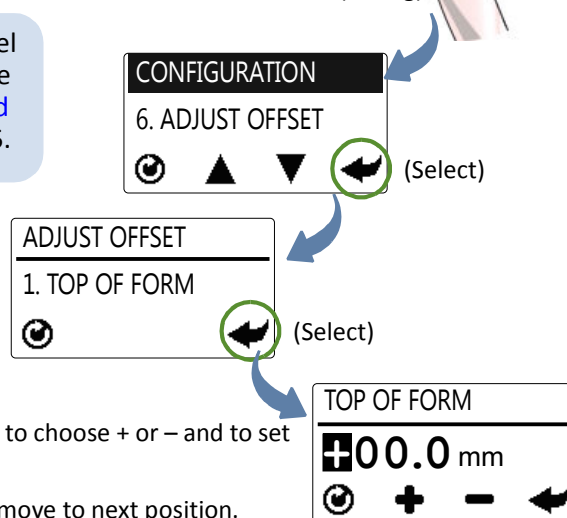 CONFIGURATION
6. ADJUST OFFSET
(Select)
ADJUST OFFSET
1. TOP OF FORM
(Select)
TOP OF FORM
+00.0 mm
to choose + or – and to set
move to next position.